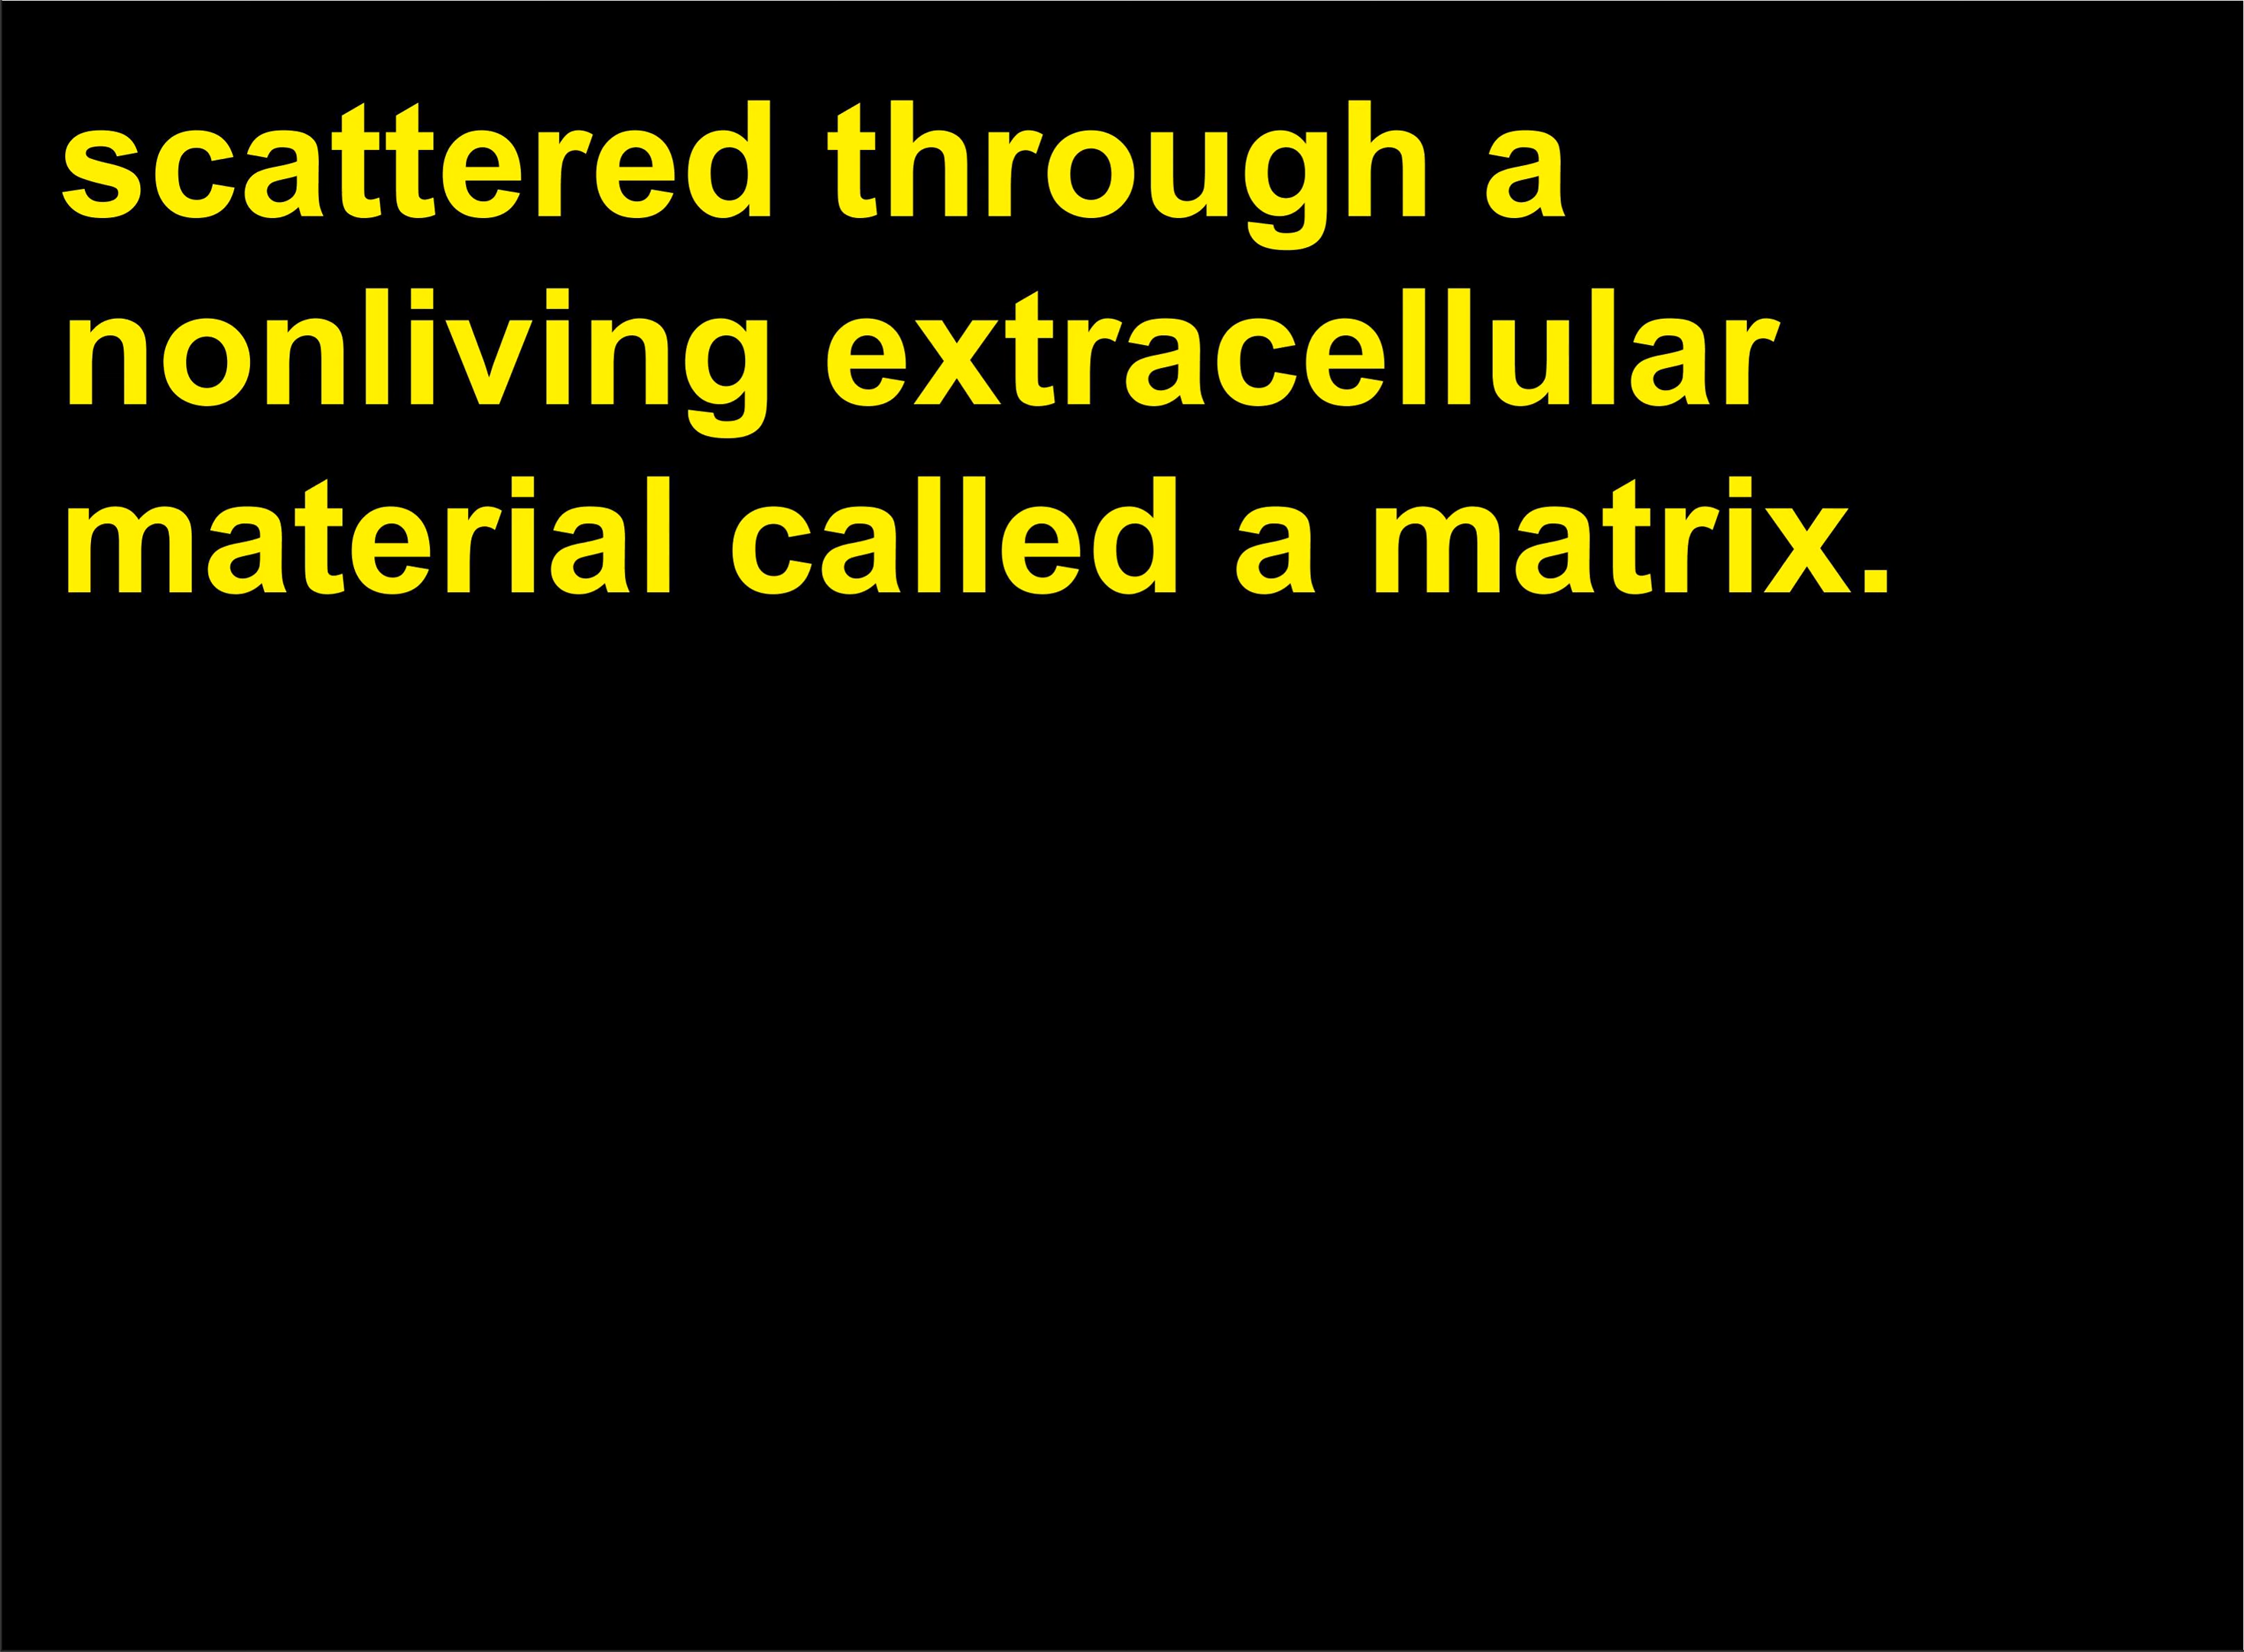 scattered through a
nonliving extracellular
material called a matrix.